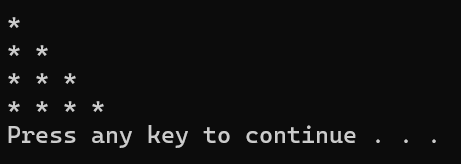 *
* *
* * *
* * * *
Press any key to continue . . .